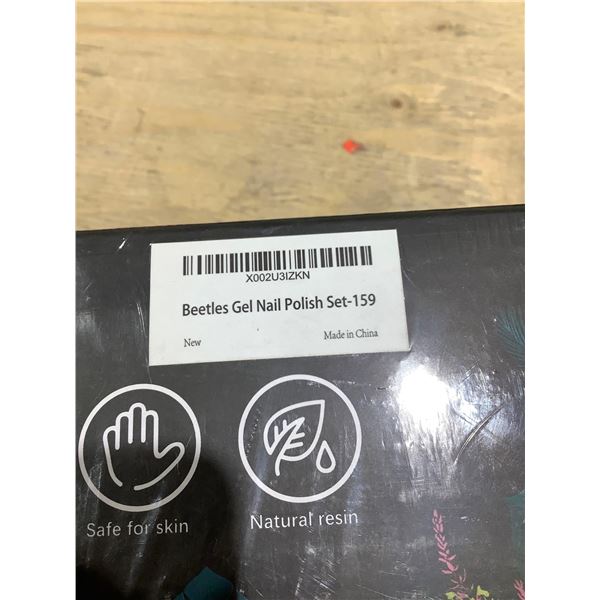 X002U3IZKN
Beetles Gel Nail Polish Set-159
New Made in China
Safe for skin
Natural resin